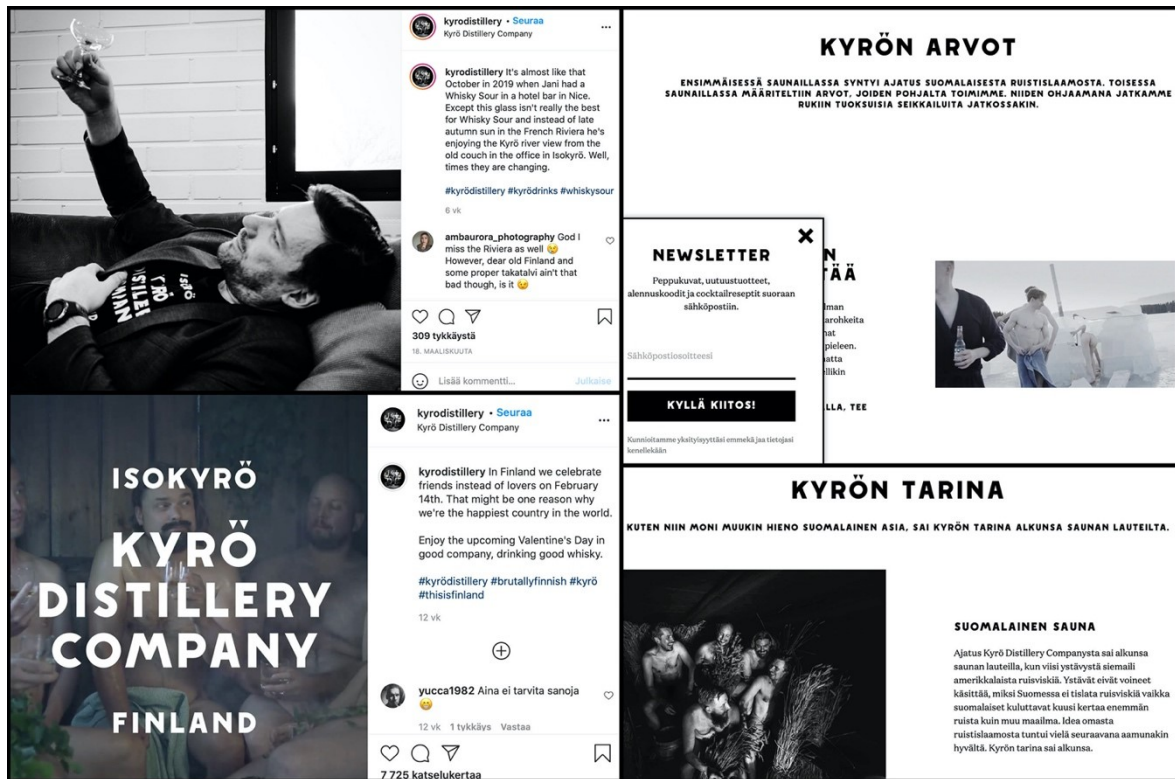 kyrodistillery • Seuraa
Kyrö Distillery Company
kyrodistillery It's almost like that
October in 2019 when Jani had a
Whisky Sour in a hotel bar in Nice.
Except this glass isn't really the best
for Whisky Sour and instead of late
autumn sun in the French Riviera he's
enjoying the Kyrö river view from the
old couch in the office in Isokyrö. Well,
times they are changing.
#kyrödistillery #kyrödrinks #whiskysour
6 vk
ambaurora_photography God I
miss the Riviera as well 😉
However, dear old Finland and
some proper takatalvi ain't that
bad though, is it 😉
309 tykkäystä
18. MAALISKUUTA
Lisää kommentti...
Julkaise
KYRÖN ARVOT
ENSIMMÄISESSÄ SAUNAILLASSA SYNTYI AJATUS SUOMALAISESTA RUISTISLAAMOSTA. TOISESSA
SAUNAILLASSA MÄÄRITELTIIN ARVOT, JOIDEN POHJALTA TOIMIMME. NIIDEN OHJAAMANA JATKAMME
RUKIIN TUOKSUISIA SEIKKAILUITA JATKOSSAKIN.
NEWSLETTER
Peppukuvat, uutuustuotteet,
alennuskoodit ja cocktailreseptit suoraan
sähköpostiin.
Sähköpostiosoitteesi
KYLLÄ KIITOS!
Kunnioitamme yksityisyyttäsi emmekä jaa tietojasi
kenellekään
N
TÄÄ
lman
arohkeita
nat
pieleen.
natta
ellikin
LLA, TEE
ISOKYRÖ
KYRÖ
DISTILLERY
COMPANY
FINLAND
kyrodistillery • Seuraa
Kyrö Distillery Company
kyrodistillery In Finland we celebrate
friends instead of lovers on February
14th. That might be one reason why
we're the happiest country in the world.
Enjoy the upcoming Valentine's Day in
good company, drinking good whisky.
#kyrödistillery #brutallyfinnish #kyrö
#thisisfinland
12 vk
yucca1982 Aina ei tarvita sanoja
😁
12 vk 1 tykkäys Vastaa
7 725 katselukertaa
KYRÖN TARINA
KUTEN NIIN MONI MUUKIN HIENO SUOMALAINEN ASIA, SAI KYRÖN TARINA ALKUNSA SAUNAN LAUTEILTA.
SUOMALAINEN SAUNA
Ajatus Kyrö Distillery Companysta sai alkunsa
saunan lauteilla, kun viisi ystävystä siemaili
amerikkalaista ruisviskiä. Ystävät eivät voineet
käsittää, miksi Suomessa ei tislata ruisviskiä vaikka
suomalaiset kuluttavat kuusi kertaa enemmän
ruista kuin muu maailma. Idea omasta
ruistislaamosta tuntui vielä seuraavana aamunakin
hyvältä. Kyrön tarina sai alkunsa.